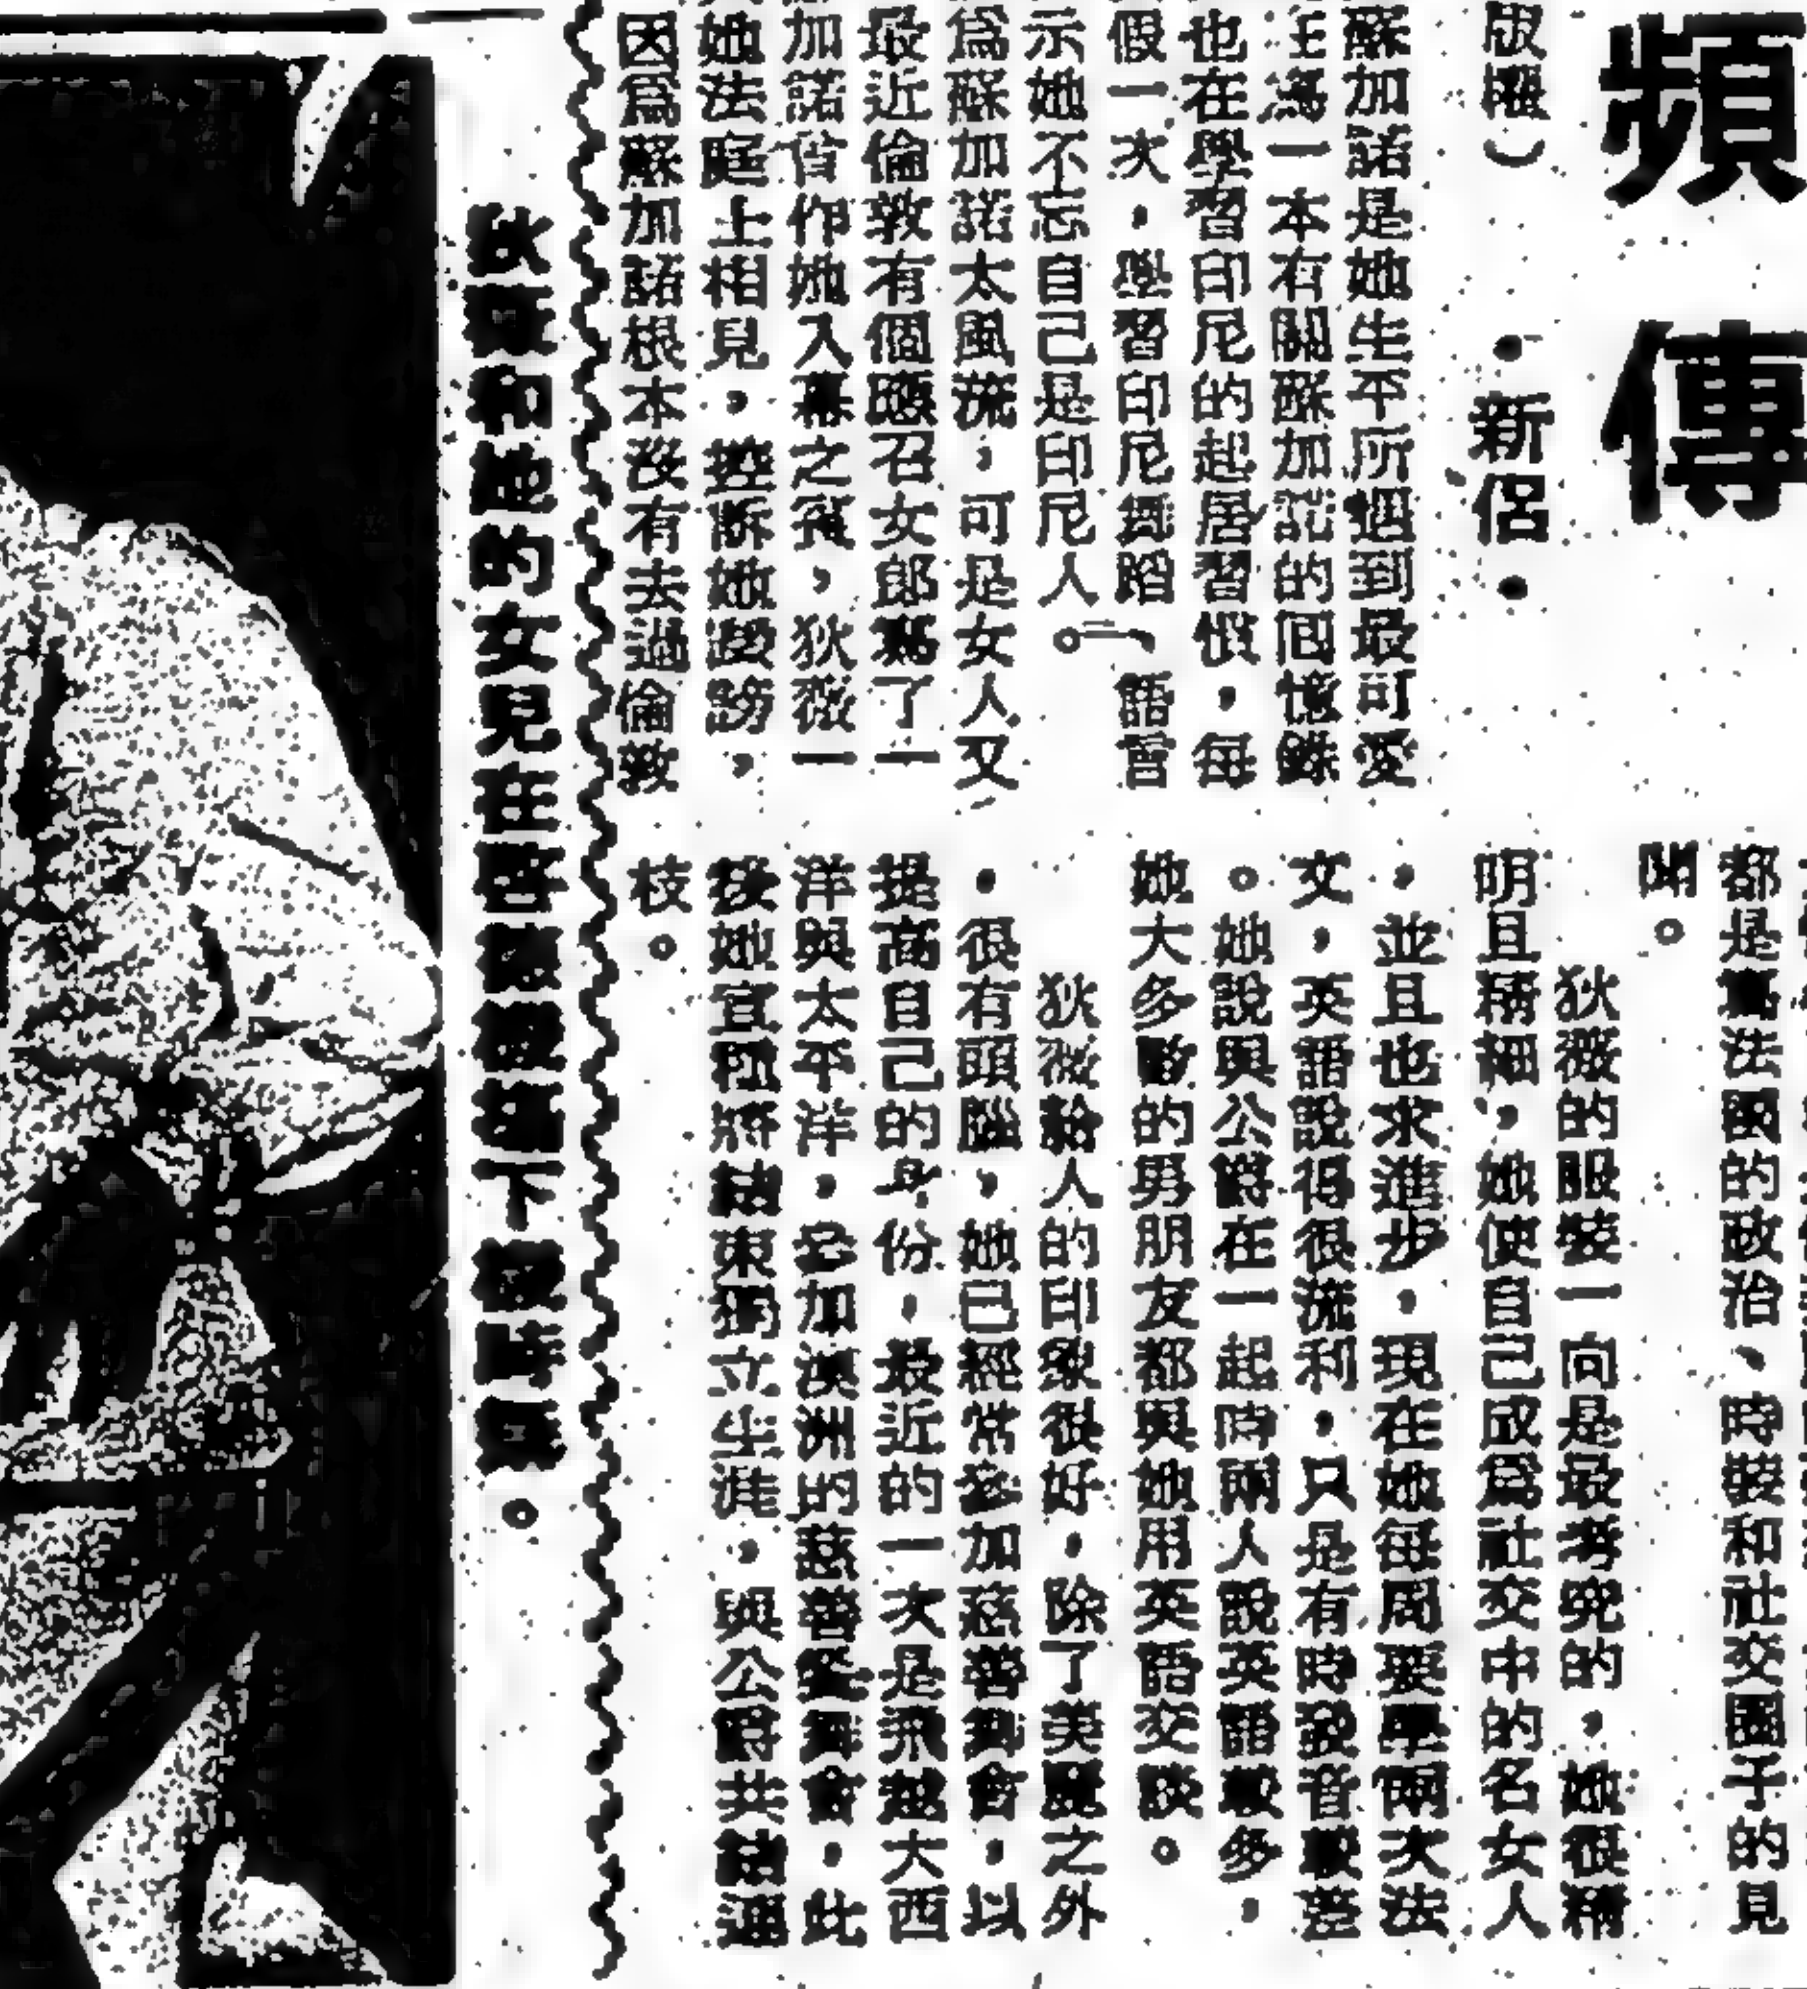 頻傳
版權）
·新侶·
蘇加諾是她生平所遇到最可愛
一本有關蘇加諾的回憶錄
也在學習印尼的起居習慣，每
假一次，學習印尼舞蹈（語言
示她不忘自己是印尼人。
為蘇加諾太風流，可是女人又
最近倫敦有個應召女郎寫了一
加諾曾作她入幕之賓，狄薇一
她法庭上相見，控訴她譭謗，
因爲蘇加諾根本沒有去過倫敦
都是法國的政治、時裝和社交圈子的見
聞。
狄薇的服裝一向是最考究的，她很精
明且精細，她使自己成爲社交中的名女人
，並且也求進步，現在她每周要學兩次法
文，英語說得很流利，只是有時發音較差
。她說與公爵在一起時兩人說英語較多，
她大多數的男朋友都與她用英語交談。
狄薇給人的印象很好，除了美麗之外
，很有頭腦，她已經常參加慈善舞會，以
提高自己的身份，最近的一次是飛越大西
洋與太平洋，參加澳洲的慈善舞會，此
後她宣稱將結束獨立生涯，與公爵共結連
枝。
狄薇和她的女兒在 下 時